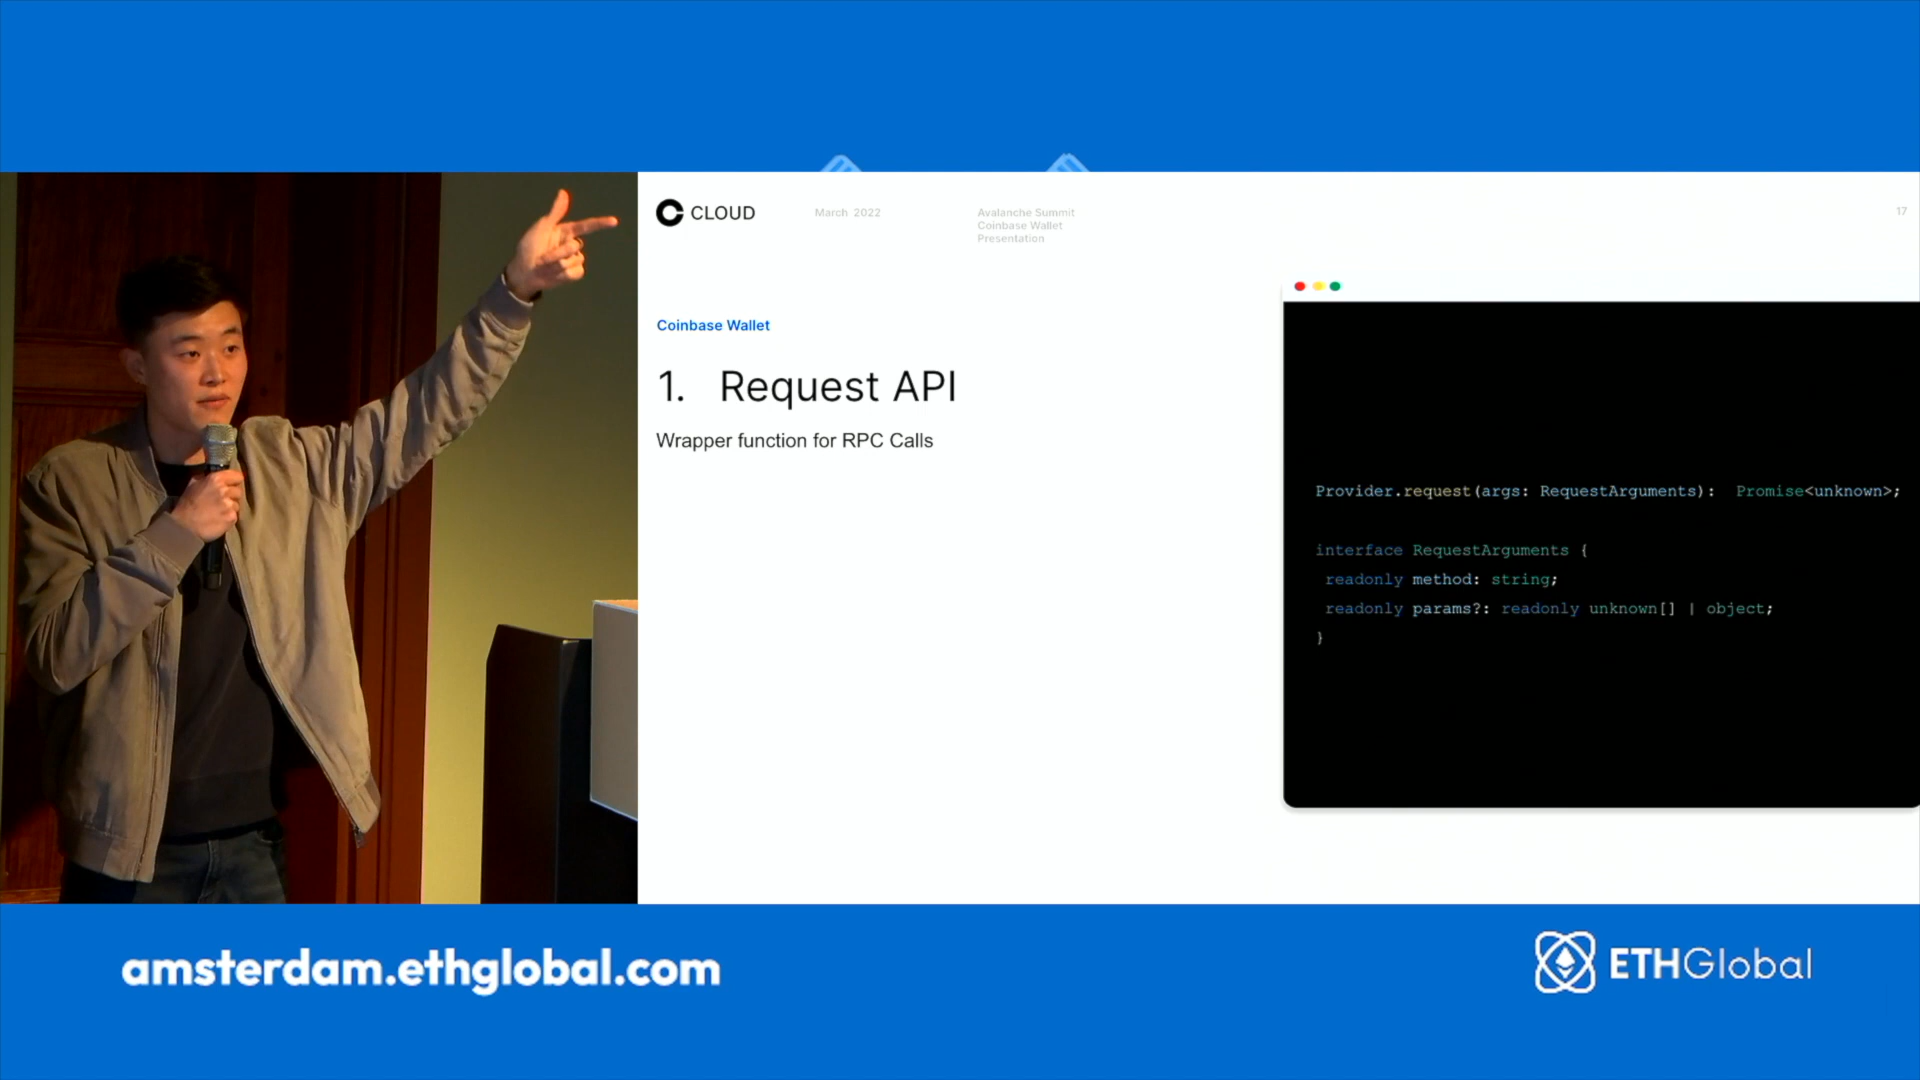 CLOUD
March 2022
Avalanche Summit
Coinbase Wallet
Presentation
17
Coinbase Wallet
1. Request API
Wrapper function for RPC Calls
Provider.request(args: RequestArguments): Promise<unknown>;
interface RequestArguments {
readonly method: string;
readonly params?: readonly unknown[] | object;
}
amsterdam.ethglobal.com
ETHGlobal